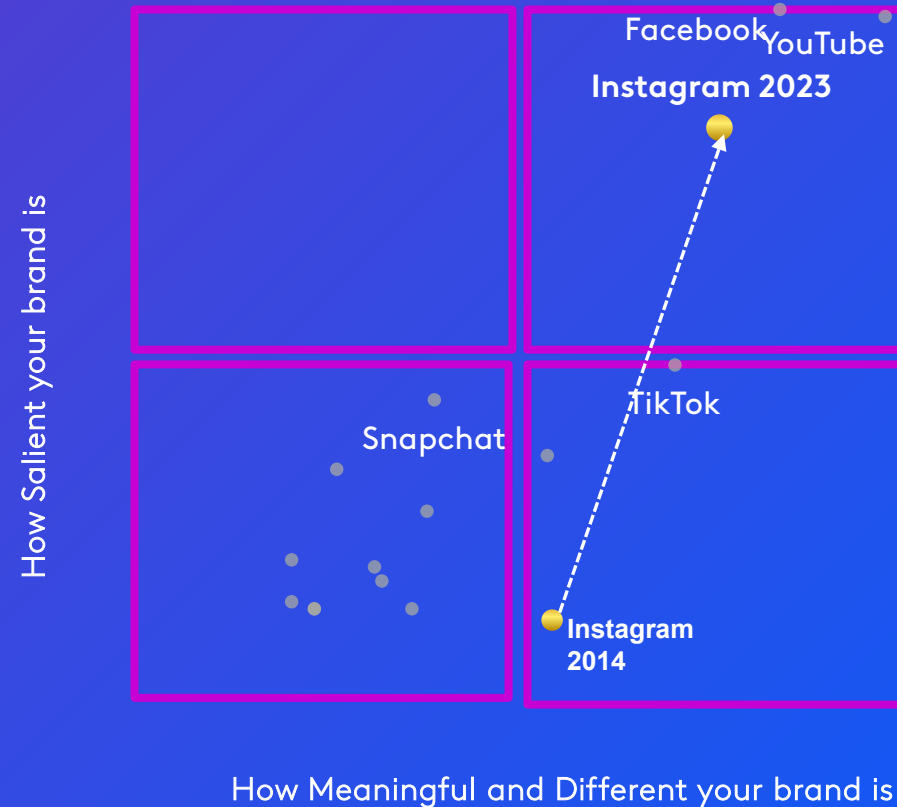 Facebook
YouTube
Instagram 2023
How Salient your brand is
TikTok
Snapchat
Instagram
2014
How Meaningful and Different your brand is